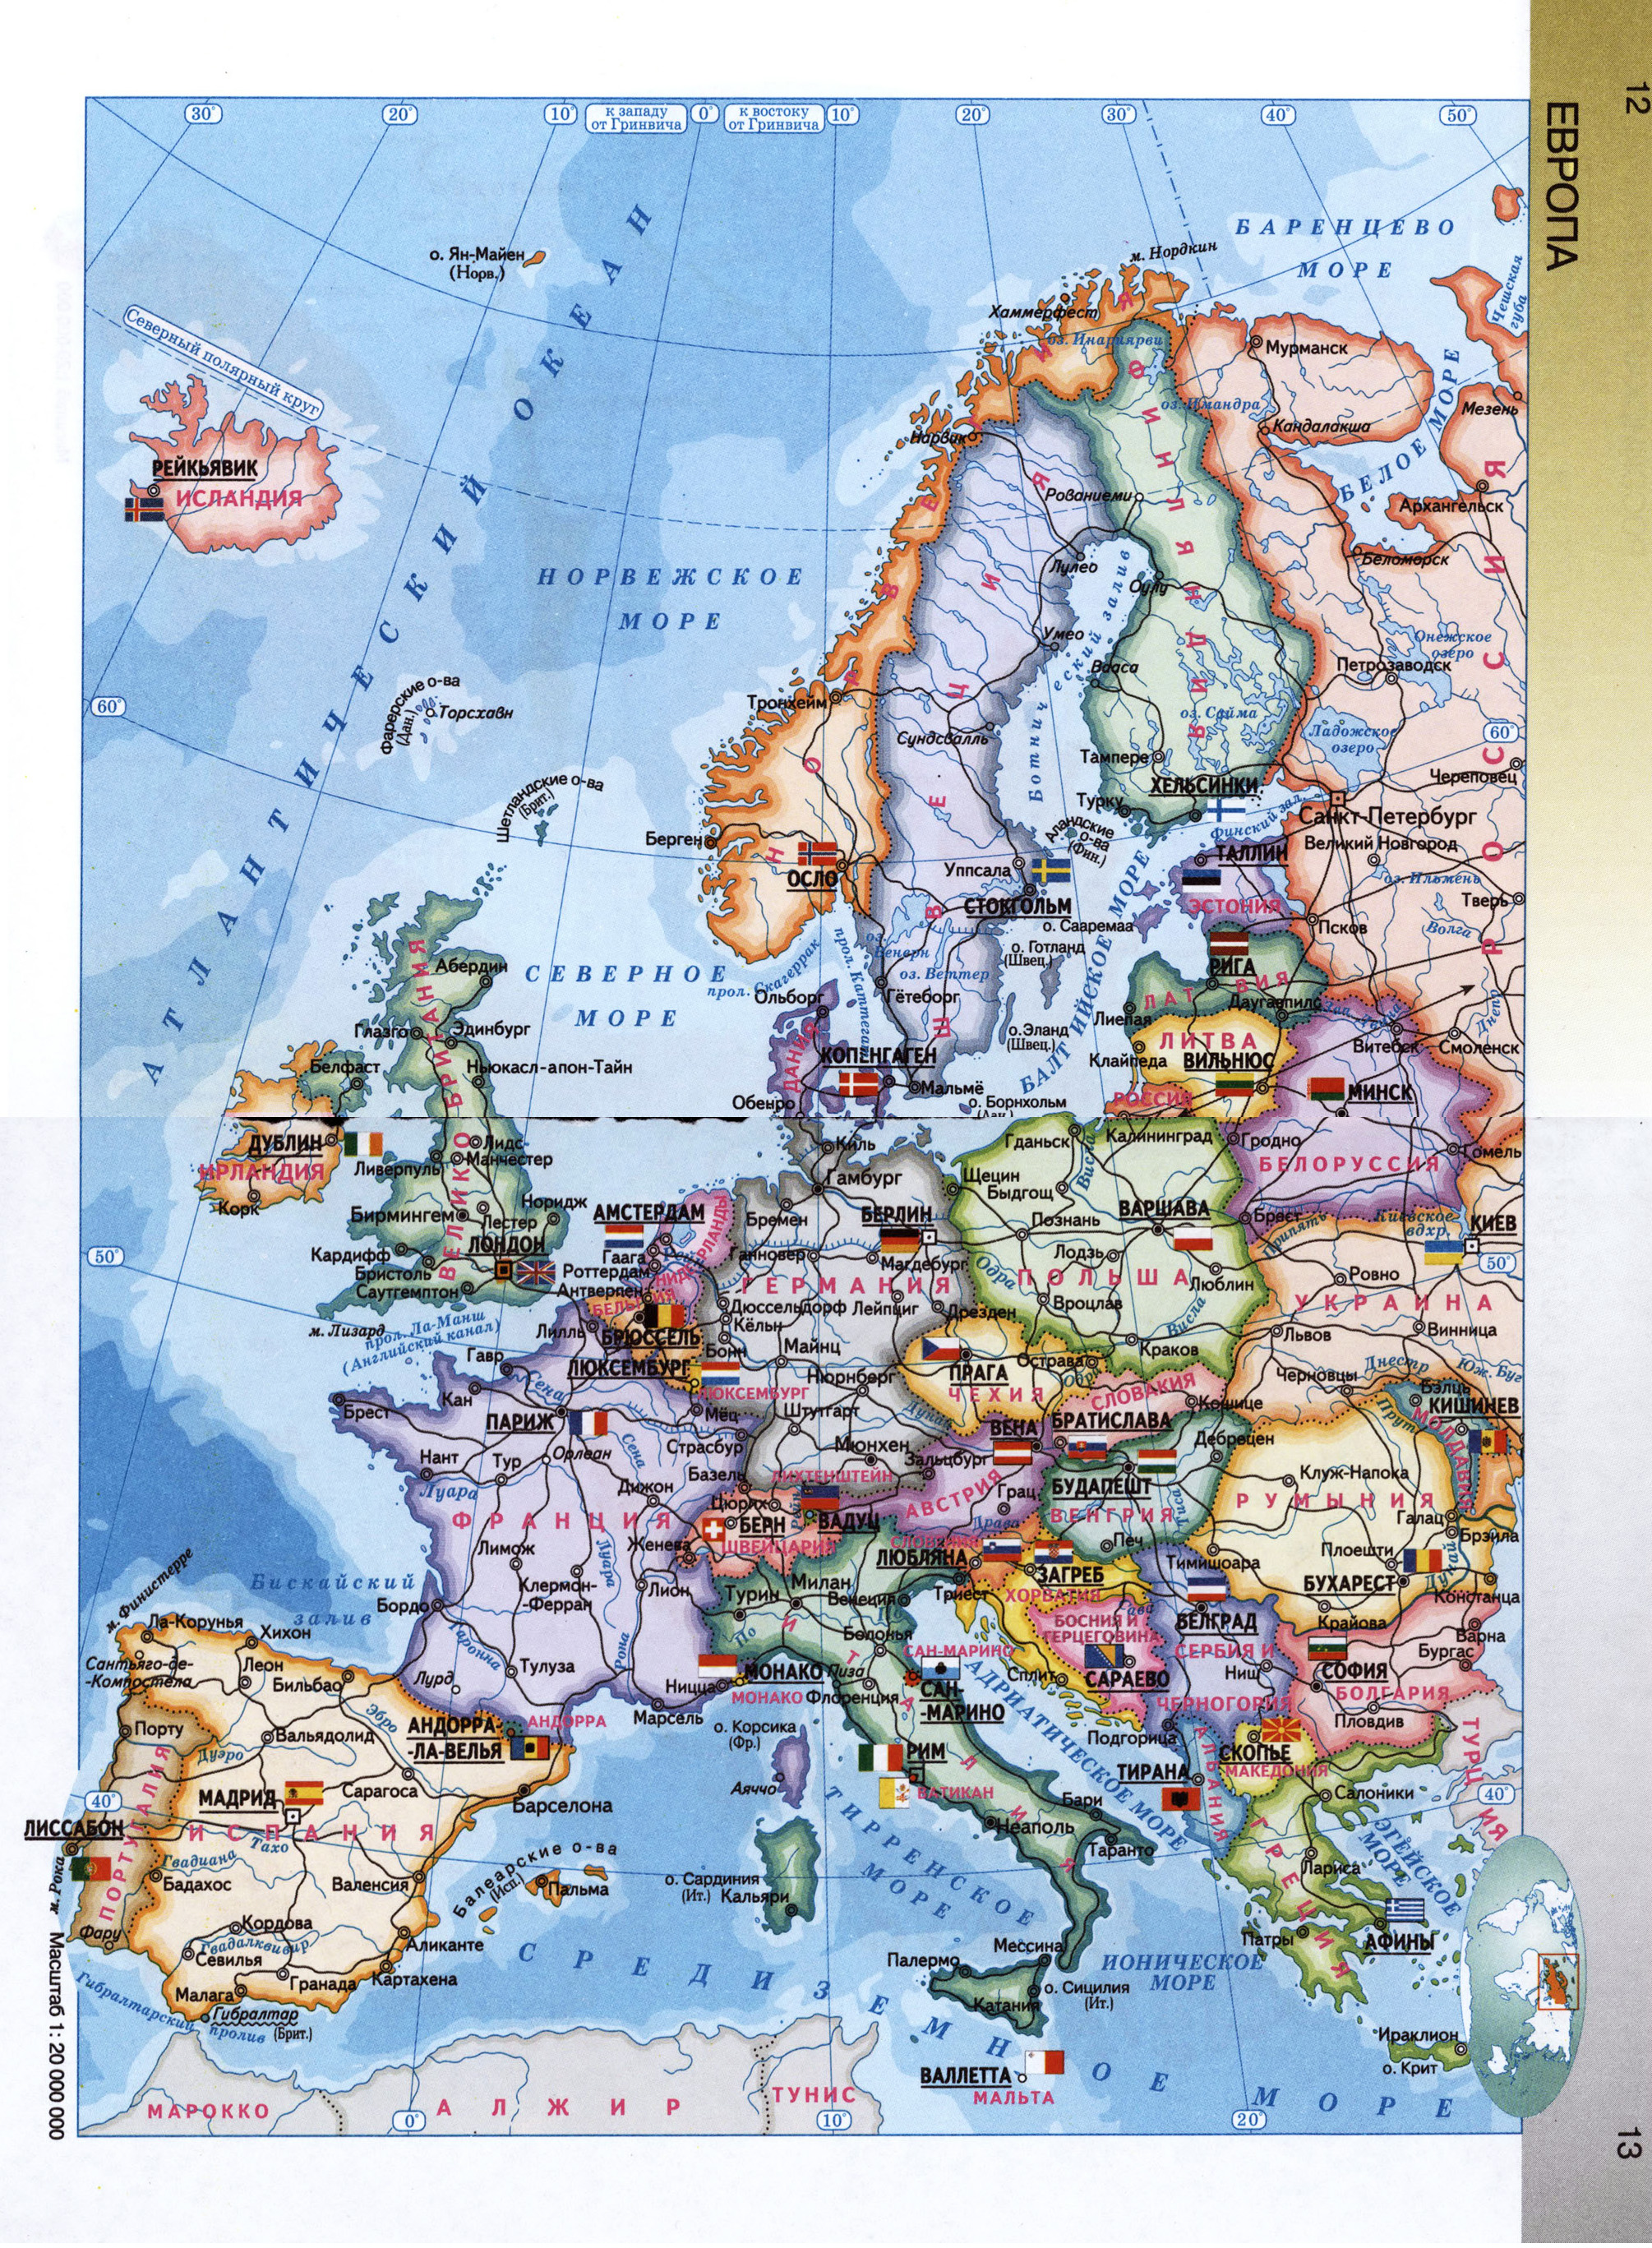 12
ЕВРОПА
30°
20°
10°
к западу
от Гринвича
0°
к востоку
от Гринвича
10°
20°
30°
40°
50°
БАРЕНЦЕВО
МОРЕ
м. Нордкин
Чешская
губа
о. Ян-Майен
(Норв.)
АТЛАНТИЧЕСКИЙ ОКЕАН
Северный полярный круг
Хаммерфест
оз. Инариярви
Мурманск
оз. Имандра
Мезень
Кандалакша
БЕЛОЕ МОРЕ
Нарвик
РЕЙКЬЯВИК
ИСЛАНДИЯ
Рованиеми
Архангельск
НОРВЕГИЯ
ШВЕЦИЯ
ФИНЛЯНДИЯ
РОССИЯ
НОРВЕЖСКОЕ
МОРЕ
Лулео
Оулу
Беломорск
Умео
Вааса
Ботнический залив
Онежское
озеро
Петрозаводск
60°
Фарерские о-ва
(Дан.)
Торсхавн
Тронхейм
Сундсвалль
оз. Сайма
Ладожское
озеро
60°
Тампере
Череповец
Шетландские о-ва
(Брит.)
ХЕЛЬСИНКИ
Турку
Аландские
о-ва
(Фин.)
Финский зал.
Санкт-Петербург
Берген
ОСЛО
Уппсала
ТАЛЛИН
Великий Новгород
оз. Ильмень
СТОКГОЛЬМ
ЭСТОНИЯ
Тверь
о. Сааремаа
Псков
Волга
о. Готланд
(Швец.)
РИГА
оз.
Венерн
оз. Веттер
Абердин
СЕВЕРНОЕ
МОРЕ
прол. Скагеррак
прол. Каттегат
Ольборг
Гётеборг
ЛАТВИЯ
Даугавпилс
Лиепая
Зап. Двина
Днепр
Глазго
Эдинбург
о. Эланд
(Швец.)
БАЛТИЙСКОЕ МОРЕ
ЛИТВА
Клайпеда
ВИЛЬНЮС
Витебск
Смоленск
Белфаст
Ньюкасл-апон-Тайн
ДАНИЯ
КОПЕНГАГЕН
Мальмё
Обенро
о. Борнхольм
(Дан.)
РОССИЯ
МИНСК
ДУБЛИН
ИРЛАНДИЯ
Корк
ВЕЛИКОБРИТАНИЯ
Лидс
Ливерпуль
Манчестер
Киль
Гданьск
Калининград
Гродно
Гомель
БЕЛОРУССИЯ
Гамбург
Щецин
Быдгощ
Висла
Норидж
Бирмингем
Лестер
АМСТЕРДАМ
НИДЕРЛАНДЫ
Бремен
БЕРЛИН
Познань
ВАРШАВА
Брест
Припять
Киевское
вдхр.
КИЕВ
50°
Кардифф
ЛОНДОН
Бристоль
Саутгемптон
Гаага
Роттердам
Рейн
Антверпен
Ганновер
Магдебург
Одра
Лодзь
50°
ГЕРМАНИЯ
ПОЛЬША
Люблин
Ровно
УКРАИНА
м. Лизард
прол. Ла-Манш
(Английский канал)
Лилль
БЕЛЬГИЯ
БРЮССЕЛЬ
Дюссельдорф
Лейпциг
Дрезден
Кёльн
Вроцлав
Висла
Львов
Винница
Гавр
Бонн
Майнц
Краков
ЛЮКСЕМБУРГ
ЛЮКСЕМБУРГ
Нюрнберг
ПРАГА
ЧЕХИЯ
Острава
Одра
Черновцы
Днестр
Юж. Буг
Брест
Кан
Сена
СЛОВАКИЯ
Кошице
Бэлць
ПАРИЖ
Мец
Штутгарт
Дунай
Прут
КИШИНЕВ
МОЛДАВИЯ
Страсбур
ВЕНА
БРАТИСЛАВА
Дебрецен
Нант
Тур
Орлеан
Сена
Мюнхен
Зальцбург
Луара
Базель
ЛИХТЕНШТЕЙН
Дижон
Цюрих
Рейн
АВСТРИЯ
Грац
БУДАПЕШТ
Клуж-Напока
ФРАНЦИЯ
БЕРН
ВАДУЦ
ШВЕЙЦАРИЯ
ВЕНГРИЯ
Драва
Тиса
РУМЫНИЯ
Галац
Брэила
Лимож
Луара
Женева
СЛОВЕНИЯ
ЛЮБЛЯНА
Печ
Тимишоара
Плоешти
м. Финистерре
Бискайский
залив
Клермон-
-Ферран
Лион
Турин
Милан
Венеция
Триест
ЗАГРЕБ
ХОРВАТИЯ
БУХАРЕСТ
Дунай
Констанца
Бордо
По
Сава
БЕЛГРАД
Крайова
Ла-Корунья
Хихон
Гаронна
Рона
Болонья
БОСНИЯ И
ГЕРЦЕГОВИНА
СЕРБИЯ И
ЧЕРНОГОРИЯ
Варна
Сантьяго-де-
-Компостела
Леон
Бильбао
Лурд
Тулуза
Ницца
МОНАКО
МОНАКО
Пиза
САН-МАРИНО
Сплит
САРАЕВО
Ниш
СОФИЯ
Бургас
БОЛГАРИЯ
Флоренция
САН-
-МАРИНО
Порту
Вальядолид
Эбро
АНДОРРА-
-ЛА-ВЕЛЬЯ
АНДОРРА
Марсель
о. Корсика
(Фр.)
АДРИАТИЧЕСКОЕ МОРЕ
Подгорица
Пловдив
Дуэро
РИМ
СКОПЬЕ
МАКЕДОНИЯ
ТУРЦИЯ
40°
МАДРИД
Сарагоса
Барселона
Аяччо
ВАТИКАН
ТИРАНА
АЛБАНИЯ
Салоники
40°
ЛИССАБОН
ПОРТУГАЛИЯ
ИСПАНИЯ
Тахо
ИТАЛИЯ
Бари
Неаполь
Таранто
ГРЕЦИЯ
ЭГЕЙСКОЕ
МОРЕ
м. Рока
Гвадиана
Бадахос
Валенсия
Балеарские о-ва
(Исп.)
Пальма
о. Сардиния
(Ит.)
Кальяри
ТИРРЕНСКОЕ
МОРЕ
Лариса
Фару
Кордова
Гвадалквивир
Севилья
Аликанте
Патры
АФИНЫ
Гранада
Картахена
Малага
Палермо
Мессина
Катания
о. Сицилия
(Ит.)
ИОНИЧЕСКОЕ
МОРЕ
Гибралтарский
пролив
Гибралтар
(Брит.)
СРЕДИЗЕМНОЕ МОРЕ
Ираклион
о. Крит
ВАЛЛЕТТА
МАЛЬТА
МАРОККО
АЛЖИР
ТУНИС
0°
10°
20°
Масштаб 1: 20 000 000
13